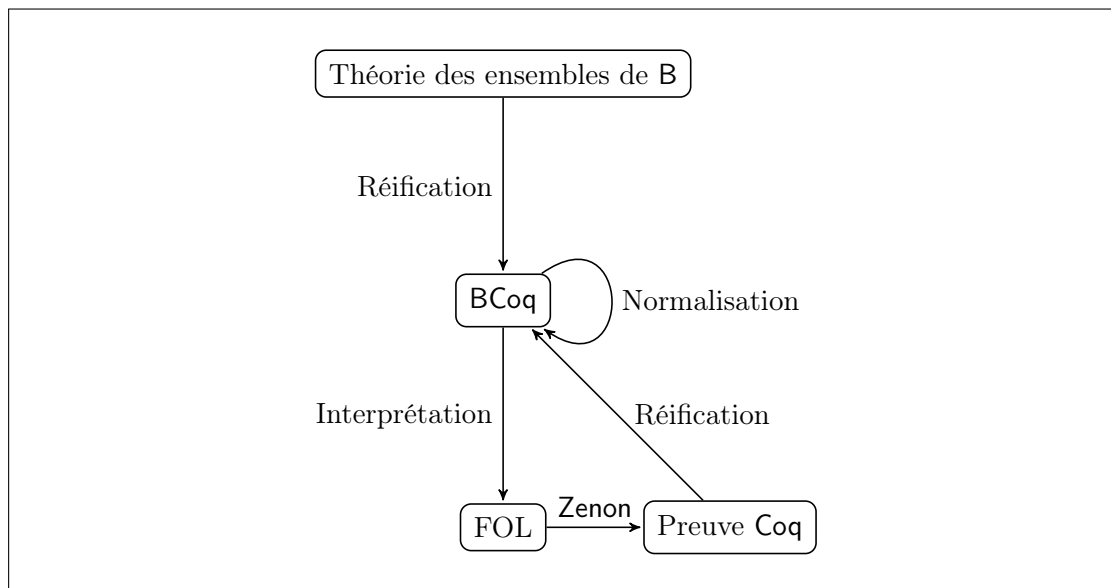 Théorie des ensembles de B
Réification
BCoq
Normalisation
Interprétation
Réification
Zenon
FOL
Preuve Coq